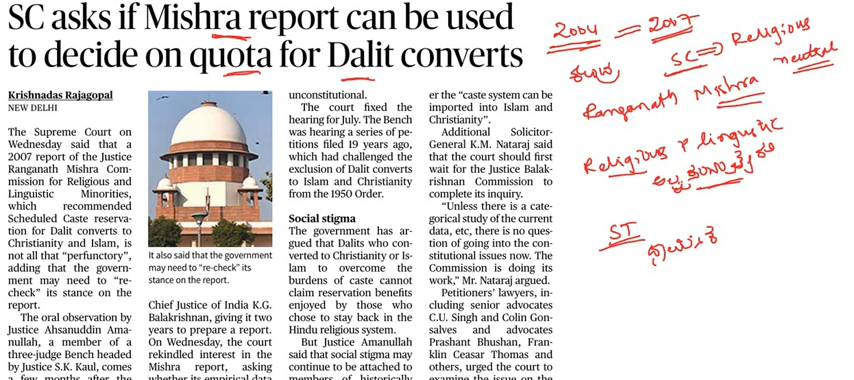 SC asks if Mishra report can be used
to decide on quota for Dalit converts
Krishnadas Rajagopal
NEW DELHI
The Supreme Court on
Wednesday said that a
2007 report of the Justice
Ranganath Mishra Com-
mission for Religious and
Linguistic Minorities,
which recommended
Scheduled Caste reserva-
tion for Dalit converts to
Christianity and Islam, is
not all that "perfunctory",
adding that the govern-
ment may need to "re-
check" its stance on the
report.
The oral observation by
Justice Ahsanuddin Ama-
nullah, a member of a
three-judge Bench headed
by Justice S.K. Kaul, comes
a few months after the
It also said that the government
may need to "re-check" its
stance on the report.
Chief Justice of India K.G.
Balakrishnan, giving it two
years to prepare a report.
On Wednesday, the court
rekindled interest in the
Mishra report, asking
whether its empirical data
unconstitutional.
The court fixed the
hearing for July. The Bench
was hearing a series of pe-
titions filed 19 years ago,
which had challenged the
exclusion of Dalit converts
to Islam and Christianity
from the 1950 Order.
Social stigma
The government has ar-
gued that Dalits who con-
verted to Christianity or Is-
lam to overcome the
burdens of caste cannot
claim reservation benefits
enjoyed by those who
chose to stay back in the
Hindu religious system.
But Justice Amanullah
said that social stigma may
continue to be attached to
members of historically
er the "caste system can be
imported into Islam and
Christianity".
Additional Solicitor-
General K.M. Nataraj said
that the court should first
wait for the Justice Balak-
rishnan Commission to
complete its inquiry.
"Unless there is a cate-
gorical study of the current
data, etc, there is no ques-
tion of going into the con-
stitutional issues now. The
Commission is doing its
work," Mr. Nataraj argued.
Petitioners' lawyers, in-
cluding senior advocates
C.U. Singh and Colin Gon-
salves and advocates
Prashant Bhushan, Fran-
klin Ceasar Thomas and
others, urged the court to
examine the issue on the
2004 = 2007
SC => Religious
neutral
Ranganath Mishra
Religious & linguistic
ST